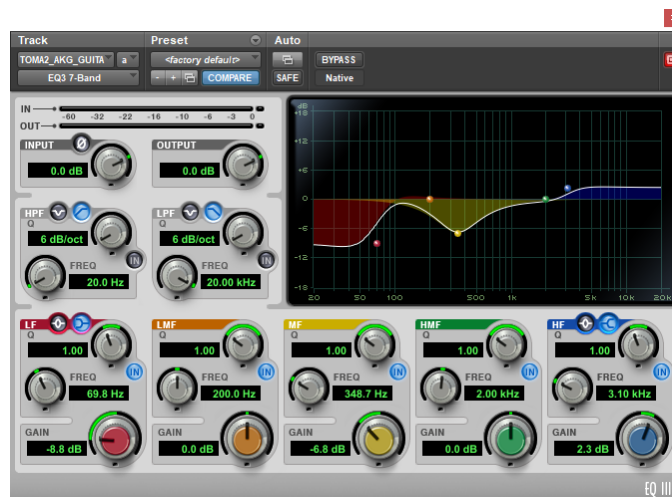 Track Preset Auto
TOMA2_AKG_GUITA a <factory default> BYPASS
EQ3 7-Band - + COMPARE SAFE Native
IN -60 -32 -22 -16 -10 -6 -3 0
OUT
INPUT Ø OUTPUT
0.0 dB 0.0 dB
HPF LPF
Q Q
6 dB/oct 6 dB/oct
IN IN
FREQ FREQ
20.0 Hz 20.00 kHz
dB
+18
+12
+6
0
-6
-12
-18
20 50 100 500 1k 5k 10k 20k
LF LMF MF HMF HF
Q Q Q Q Q
1.00 1.00 1.00 1.00 1.00
IN IN IN IN IN
FREQ FREQ FREQ FREQ FREQ
69.8 Hz 200.0 Hz 348.7 Hz 2.00 kHz 3.10 kHz
GAIN GAIN GAIN GAIN GAIN
-8.8 dB 0.0 dB -6.8 dB 0.0 dB 2.3 dB
EQ III